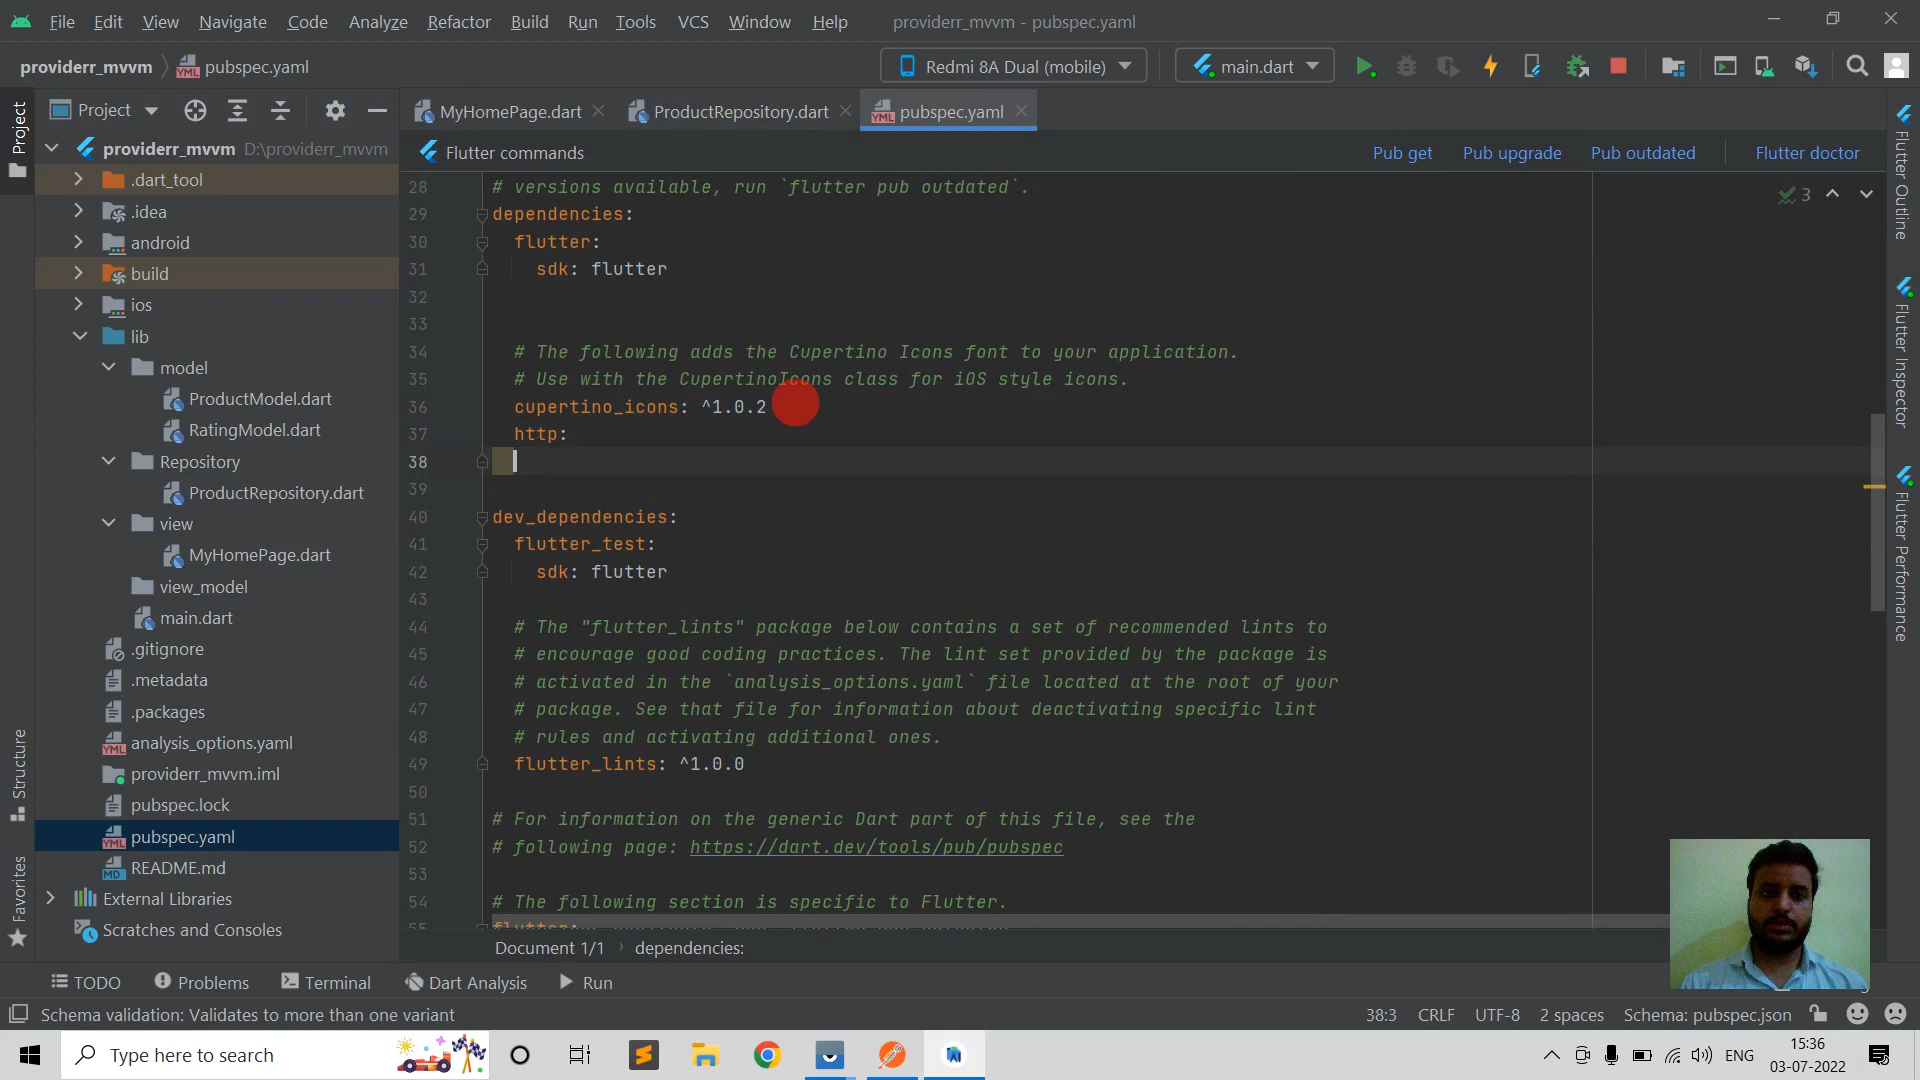 File Edit View Navigate Code Analyze Refactor Build Run Tools VCS Window Help providerr_mvvm - pubspec.yaml
providerr_mvvm pubspec.yaml Redmi 8A Dual (mobile) main.dart
Project MyHomePage.dart ProductRepository.dart pubspec.yaml
Flutter commands Pub get Pub upgrade Pub outdated Flutter doctor
Project
Structure
Favorites
providerr_mvvm D:\providerr_mvvm
.dart_tool
.idea
android
build
ios
lib
model
ProductModel.dart
RatingModel.dart
Repository
ProductRepository.dart
view
MyHomePage.dart
view_model
main.dart
.gitignore
.metadata
.packages
analysis_options.yaml
providerr_mvvm.iml
pubspec.lock
pubspec.yaml
README.md
External Libraries
Scratches and Consoles
28 # versions available, run `flutter pub outdated`.
29 dependencies:
30 flutter:
31 sdk: flutter
32
33
34 # The following adds the Cupertino Icons font to your application.
35 # Use with the CupertinoIcons class for iOS style icons.
36 cupertino_icons: ^1.0.2
37 http:
38
39
40 dev_dependencies:
41 flutter_test:
42 sdk: flutter
43
44 # The "flutter_lints" package below contains a set of recommended lints to
45 # encourage good coding practices. The lint set provided by the package is
46 # activated in the `analysis_options.yaml` file located at the root of your
47 # package. See that file for information about deactivating specific lint
48 # rules and activating additional ones.
49 flutter_lints: ^1.0.0
50
51 # For information on the generic Dart part of this file, see the
52 # following page: https://dart.dev/tools/pub/pubspec
53
54 # The following section is specific to Flutter.
55 flutter:
3
Flutter Outline
Flutter Inspector
Flutter Performance
Document 1/1 dependencies:
TODO Problems Terminal Dart Analysis Run
Schema validation: Validates to more than one variant 38:3 CRLF UTF-8 2 spaces Schema: pubspec.json
Type here to search ENG 15:36
03-07-2022